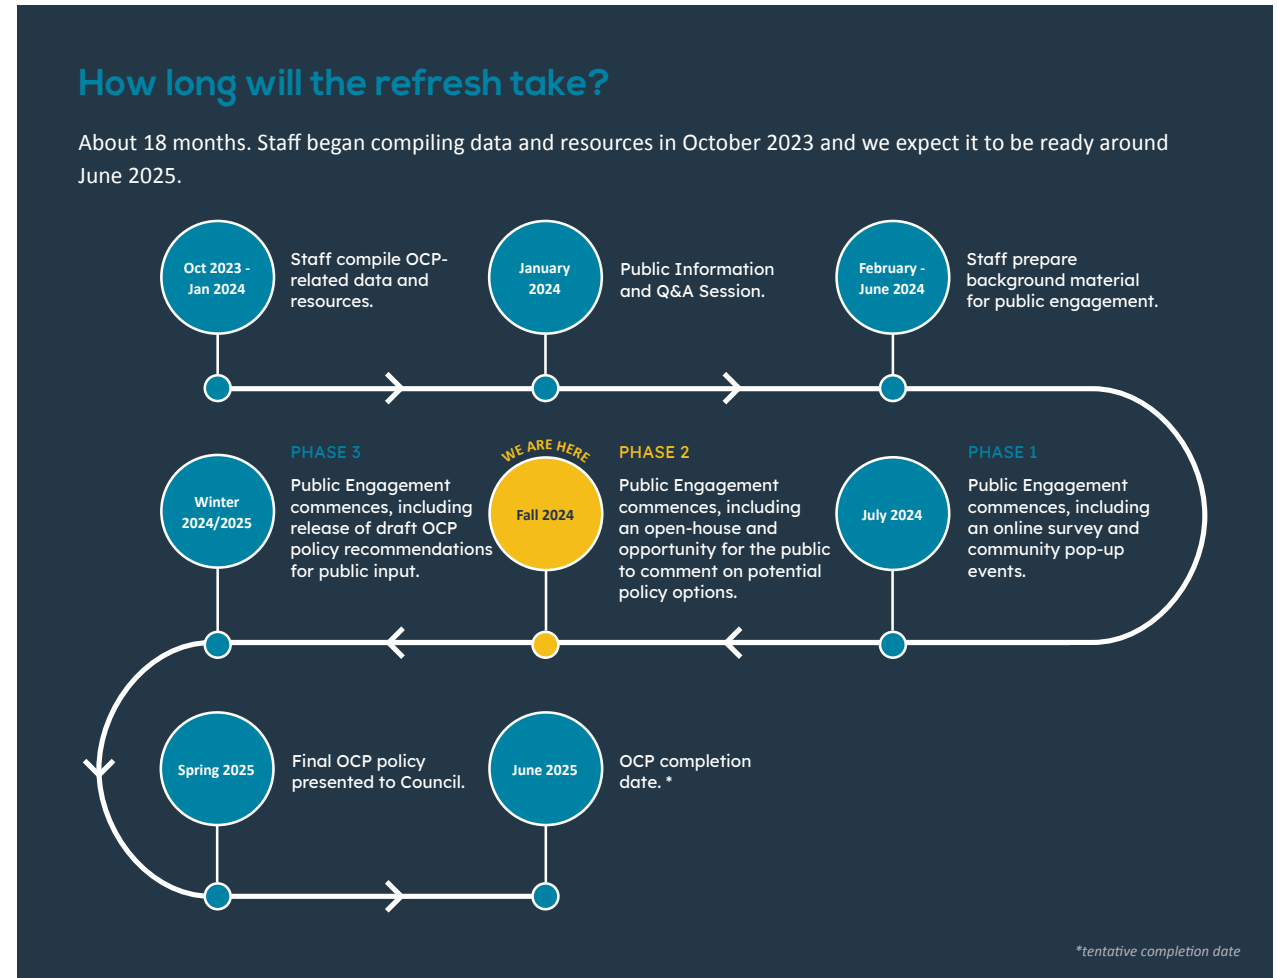 How long will the refresh take?
About 18 months. Staff began compiling data and resources in October 2023 and we expect it to be ready around
June 2025.
Oct 2023 -
Jan 2024
Staff compile OCP-
related data and
resources.
January
2024
Public Information
and Q&A Session.
February -
June 2024
Staff prepare
background material
for public engagement.
PHASE 1
July 2024
Public Engagement
commences, including
an online survey and
community pop-up
events.
WE ARE HERE
PHASE 2
Fall 2024
Public Engagement
commences, including
an open-house and
opportunity for the public
to comment on potential
policy options.
PHASE 3
Winter
2024/2025
Public Engagement
commences, including
release of draft OCP
policy recommendations
for public input.
Spring 2025
Final OCP policy
presented to Council.
June 2025
OCP completion
date. *
*tentative completion date